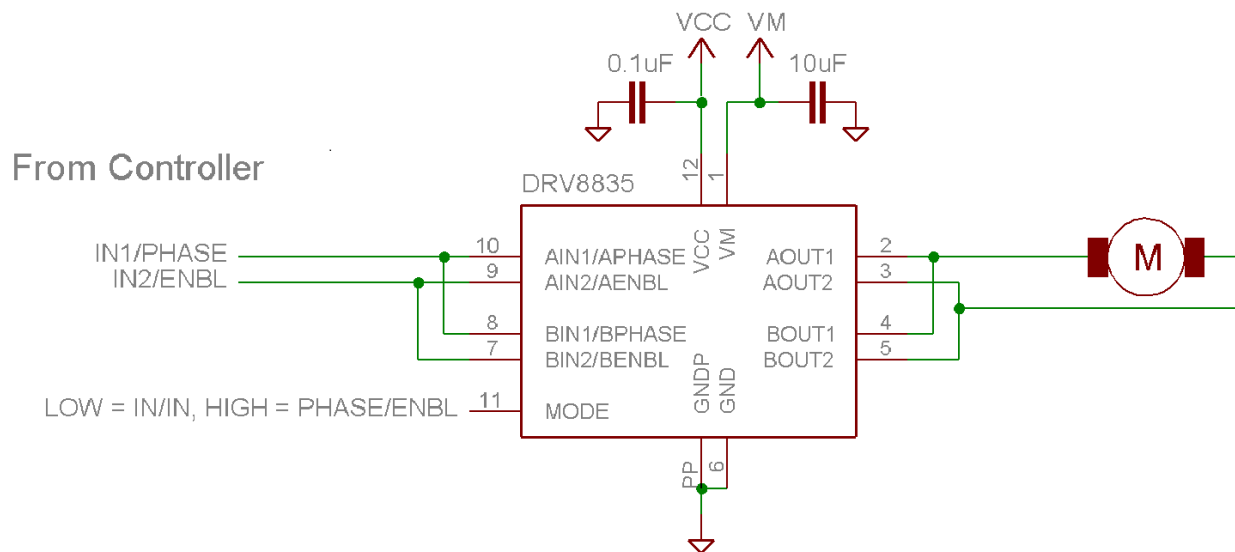 VCC VM
0.1uF 10uF
From Controller
DRV8835
12 1
VCC VM
IN1/PHASE 10 AIN1/APHASE AOUT1 2
IN2/ENBL 9 AIN2/AENBL AOUT2 3
M
8 BIN1/BPHASE BOUT1 4
7 BIN2/BENBL BOUT2 5
GNDP GND
LOW = IN/IN, HIGH = PHASE/ENBL 11 MODE
PP 6